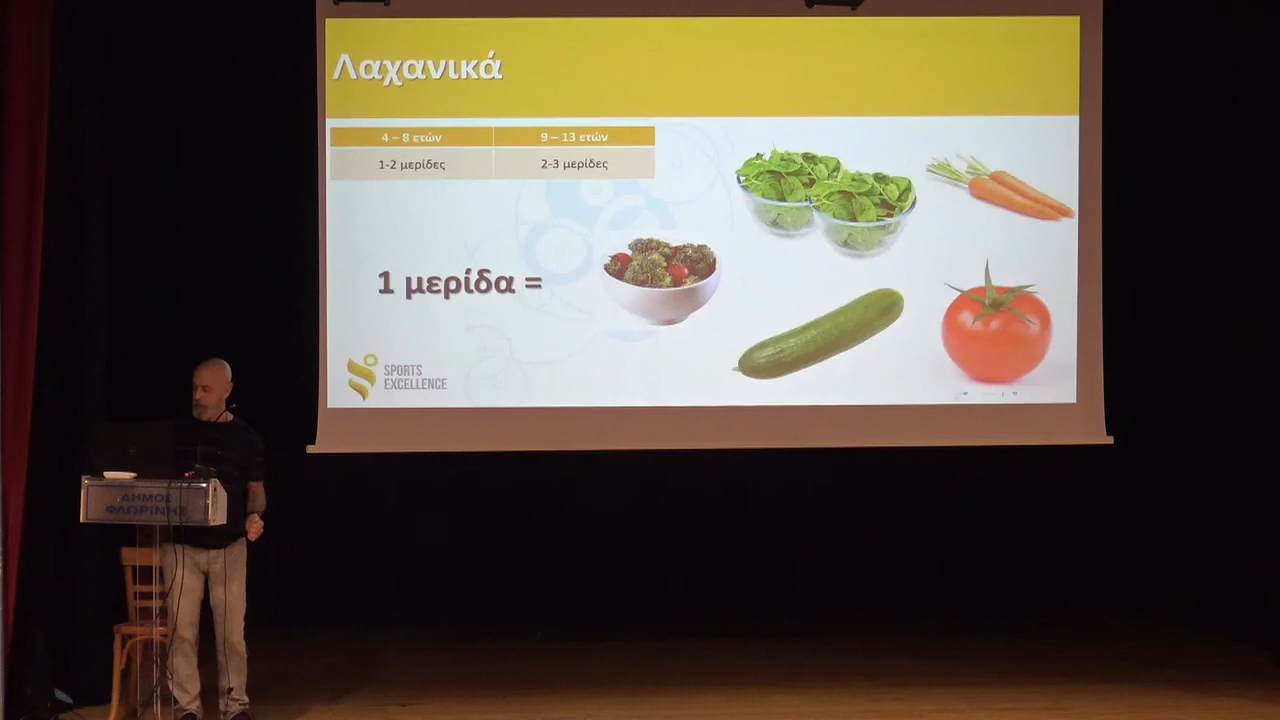 Λαχανικά
4 – 8 ετών 9 – 13 ετών
1-2 μερίδες 2-3 μερίδες
1 μερίδα =
SPORTS
EXCELLENCE
ΔΗΜΟΣ
ΦΛΩΡΙΝΗΣ